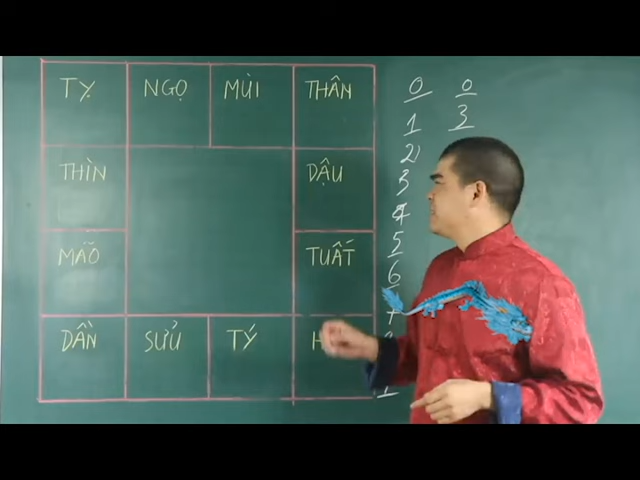 TỴ NGỌ MÙI THÂN
THÌN DẬU
MÃO TUẤT
DẦN SỬU TÝ H
0 0
1 3
2
3
4
5
6